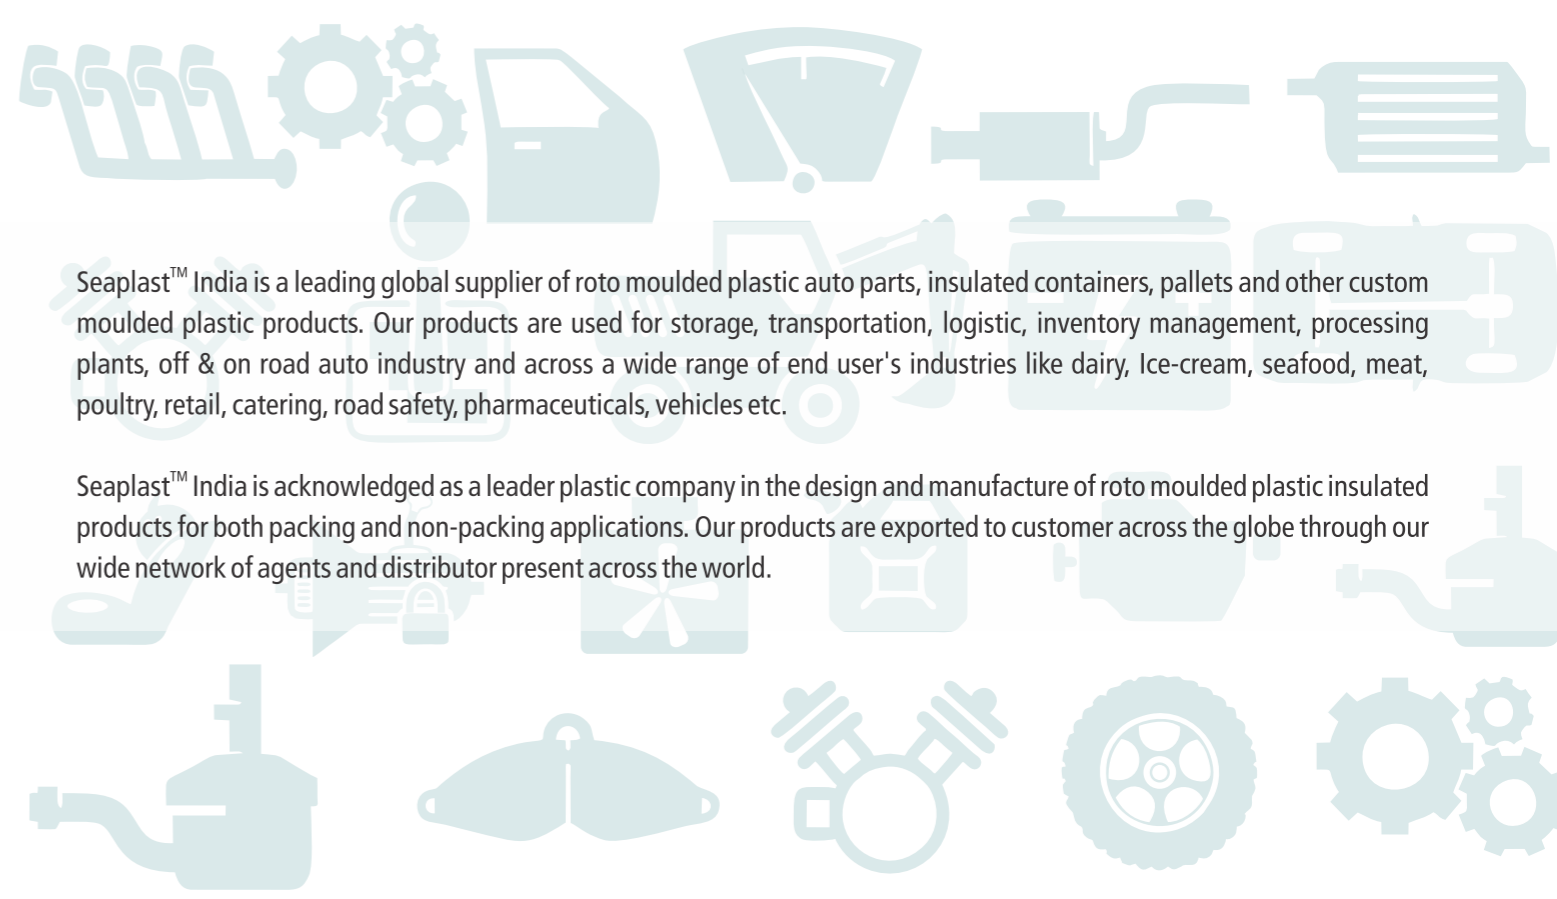 Seaplast™ India is a leading global supplier of roto moulded plastic auto parts, insulated containers, pallets and other custom
moulded plastic products. Our products are used for storage, transportation, logistic, inventory management, processing
plants, off & on road auto industry and across a wide range of end user's industries like dairy, Ice-cream, seafood, meat,
poultry, retail, catering, road safety, pharmaceuticals, vehicles etc.
Seaplast™ India is acknowledged as a leader plastic company in the design and manufacture of roto moulded plastic insulated
products for both packing and non-packing applications. Our products are exported to customer across the globe through our
wide network of agents and distributor present across the world.